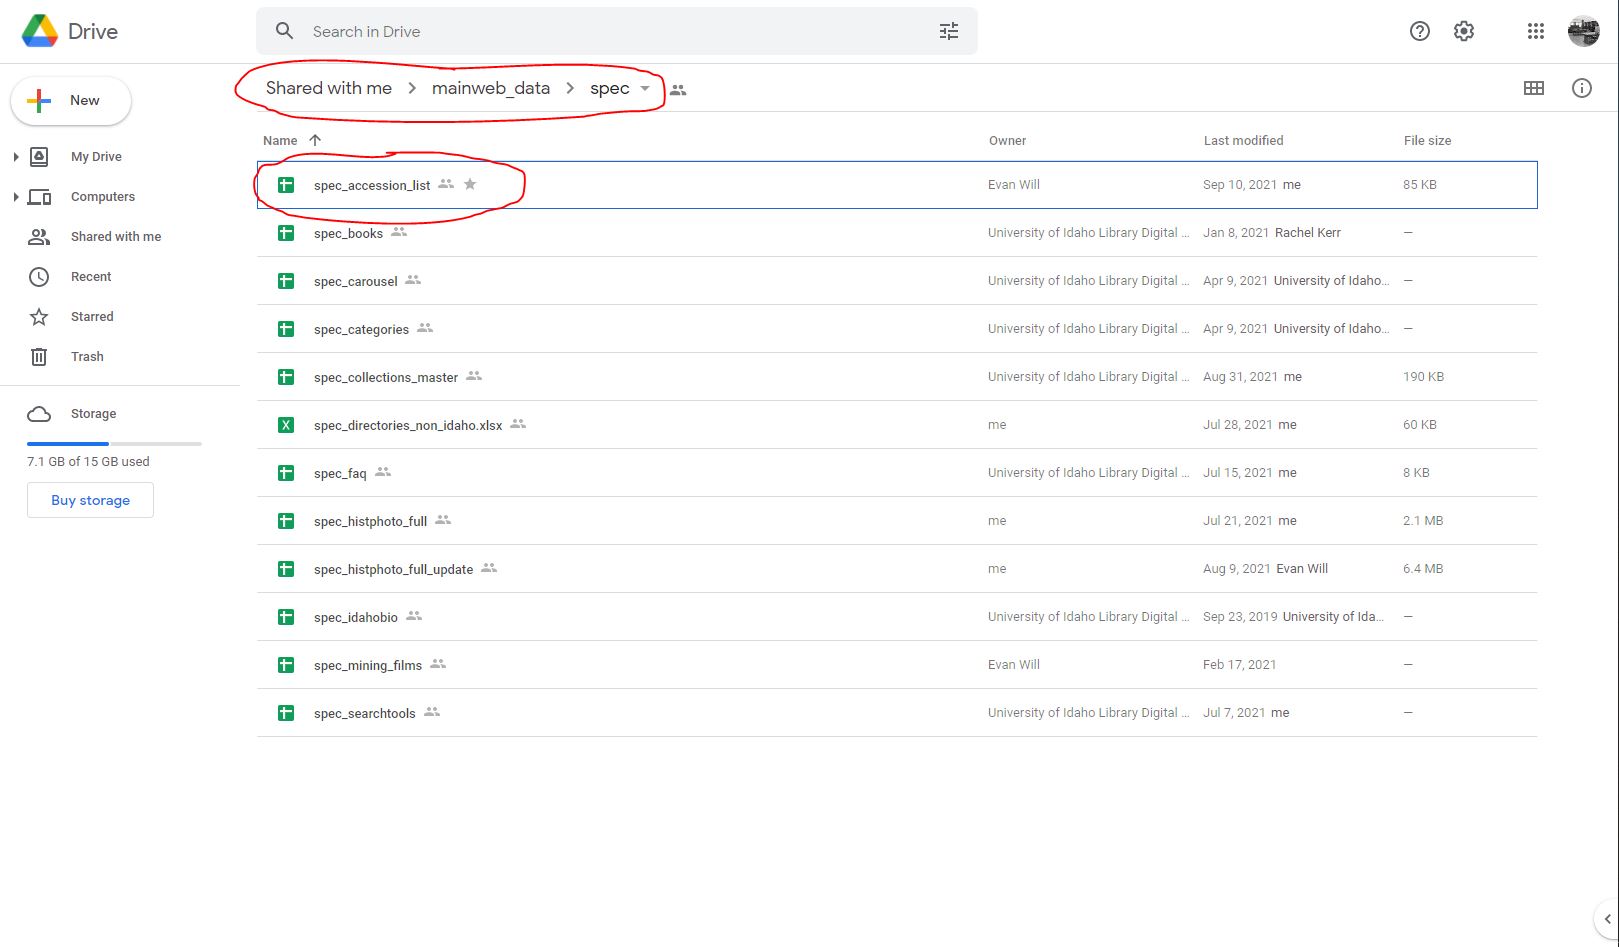 Drive
Search in Drive
Shared with me > mainweb_data > spec
New
My Drive
Computers
Shared with me
Recent
Starred
Trash
Storage
7.1 GB of 15 GB used
Buy storage
Name Owner Last modified File size
spec_accession_list Evan Will Sep 10, 2021 me 85 KB
spec_books University of Idaho Library Digital ... Jan 8, 2021 Rachel Kerr —
spec_carousel University of Idaho Library Digital ... Apr 9, 2021 University of Idaho... —
spec_categories University of Idaho Library Digital ... Apr 9, 2021 University of Idaho... —
spec_collections_master University of Idaho Library Digital ... Aug 31, 2021 me 190 KB
spec_directories_non_idaho.xlsx me Jul 28, 2021 me 60 KB
spec_faq University of Idaho Library Digital ... Jul 15, 2021 me 8 KB
spec_histphoto_full me Jul 21, 2021 me 2.1 MB
spec_histphoto_full_update me Aug 9, 2021 Evan Will 6.4 MB
spec_idahobio University of Idaho Library Digital ... Sep 23, 2019 University of Ida... —
spec_mining_films Evan Will Feb 17, 2021 —
spec_searchtools University of Idaho Library Digital ... Jul 7, 2021 me —